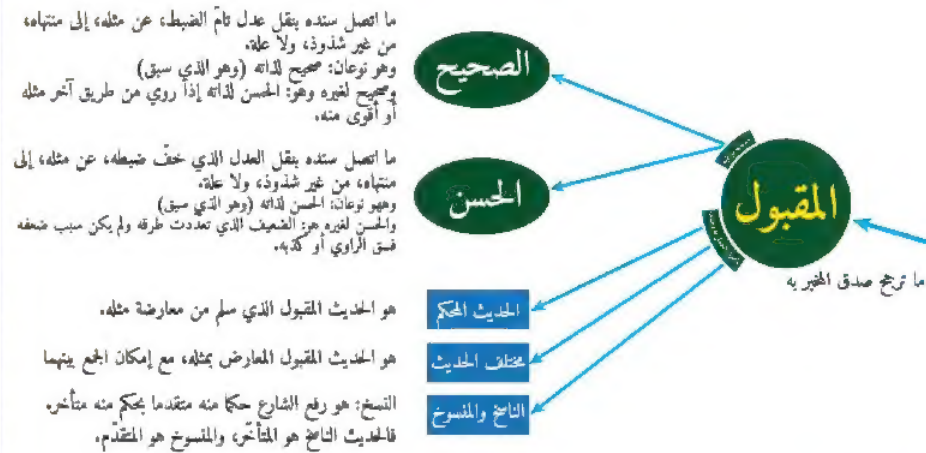 المقبول
ما ترجح صدق المخبر به
الصحيح
ما اتصل سنده بنقل عدل تامّ الضبط، عن مثله، إلى منتهاه،
من غير شذوذ، ولا علة.
وهو نوعان: صحيح لذاته (وهو الذي سبق)
وصحيح لغيره وهو: الحسن لذاته إذا روي من طريق آخر مثله
أو أقوى منه.
الحسن
ما اتصل سنده بنقل العدل الذي خفّ ضبطه، عن مثله، إلى
منتهاه، من غير شذوذ، ولا علة.
وههو نوعان: الحسن لذاته (وهو الذي سبق)
والحسن لغيره هو: الضعيف الذي تعدّدت طرقه ولم يكن سبب ضعفه
فسق الراوي أو كذبه.
الحديث المحكم
هو الحديث المقبول الذي سلم من معارضة مثله.
مختلف الحديث
هو الحديث المقبول المعارض بمثله، مع إمكان الجمع بينهما
الناسخ والمنسوخ
النسخ: هو رفع الشارع حكما منه متقدما بحكم منه متأخر.
فالحديث الناسخ هو المتأخّر، والمنسوخ هو المتقدّم.